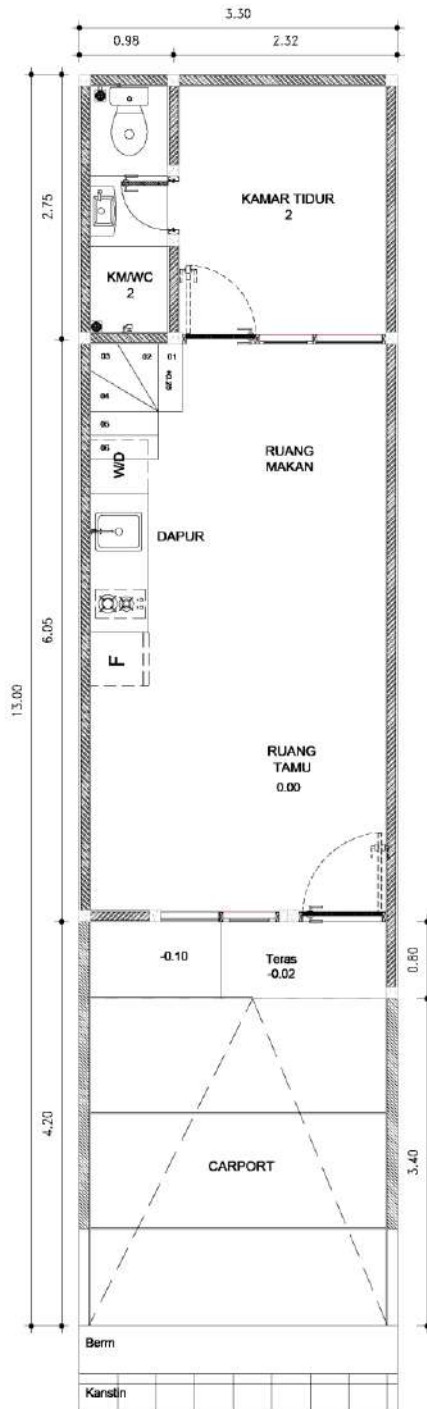 3.30
0.98
2.32
2.75
KAMAR TIDUR
2
KM/WC
2
03
02
01
+0.20
04
05
06
W/D
RUANG
MAKAN
DAPUR
6.05
13.00
F
RUANG
TAMU
0.00
-0.10
Teras
-0.02
0.80
4.20
CARPORT
3.40
Berm
Kanstin